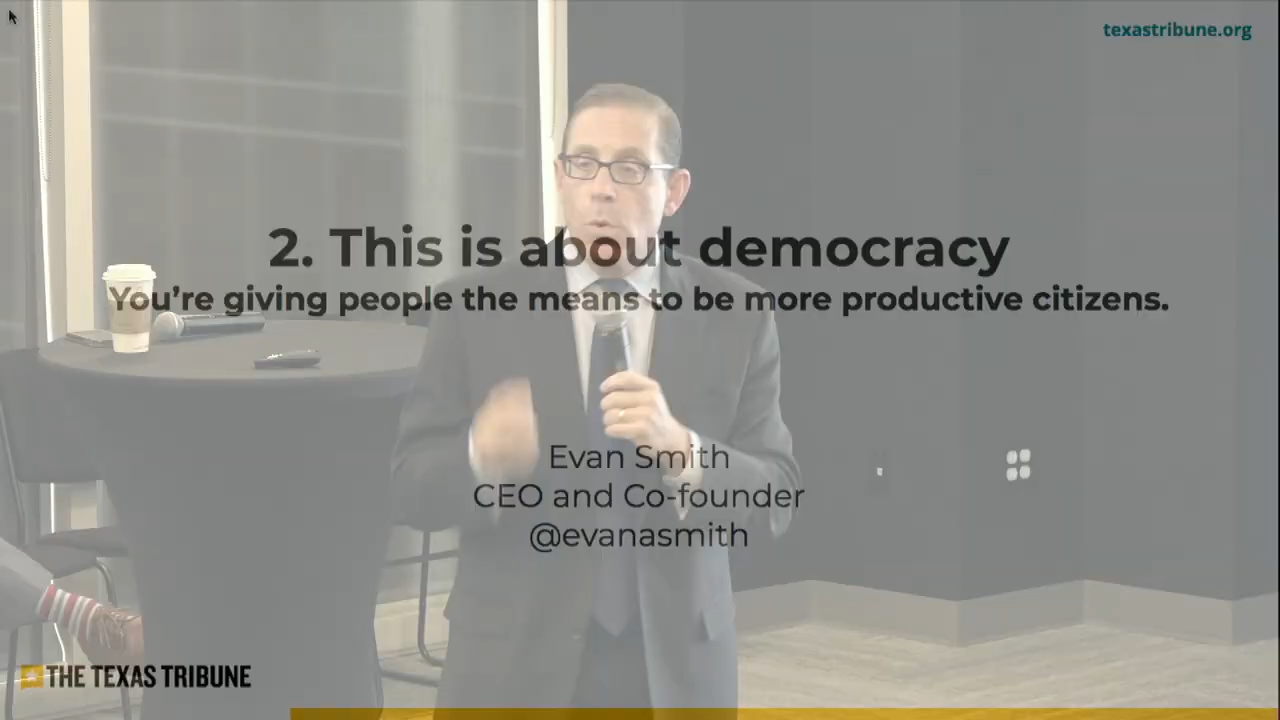 texastribune.org
2. This is about democracy
You're giving people the means to be more productive citizens.
Evan Smith
CEO and Co-founder
@evanasmith
THE TEXAS TRIBUNE